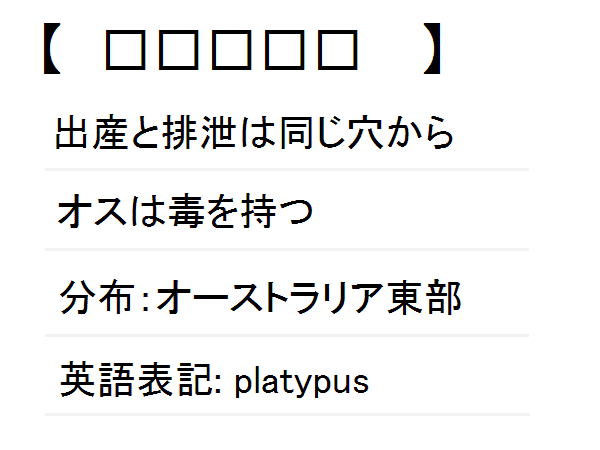 【 □□□□□ 】
出産と排泄は同じ穴から
オスは毒を持つ
分布：オーストラリア東部
英語表記: platypus